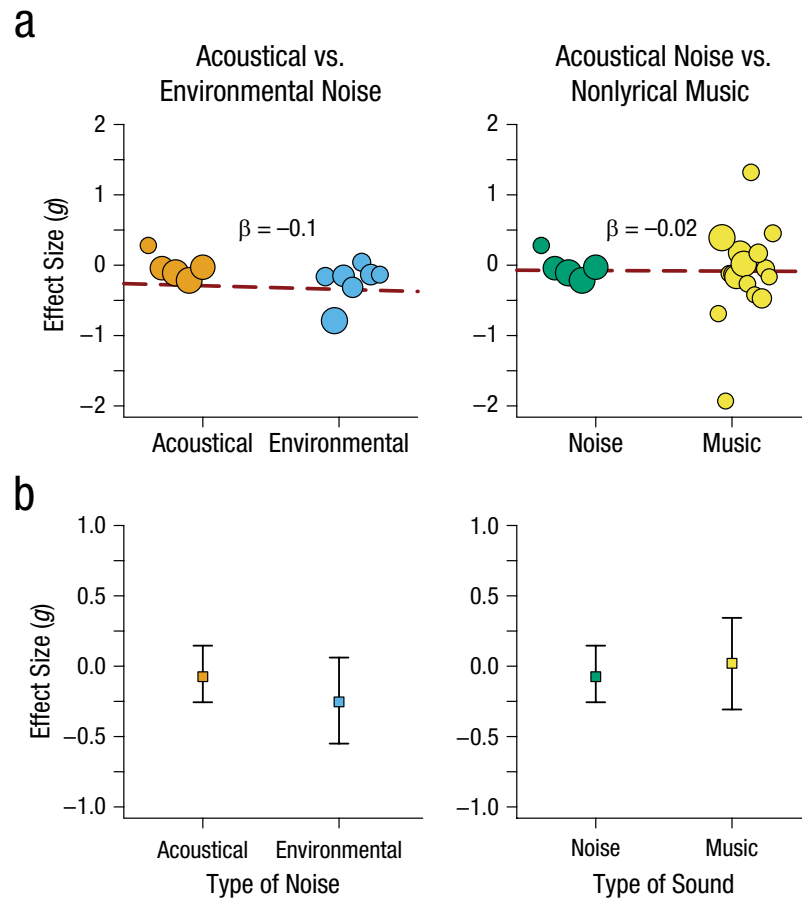 a
Acoustical vs.
Environmental Noise
Acoustical Noise vs.
Nonlyrical Music
Effect Size (g)
2
1
0
−1
−2
β = −0.1
Acoustical
Environmental
2
1
0
−1
−2
β = −0.02
Noise
Music
b
Effect Size (g)
1.0
0.5
0.0
−0.5
−1.0
Acoustical
Environmental
Type of Noise
1.0
0.5
0.0
−0.5
−1.0
Noise
Music
Type of Sound